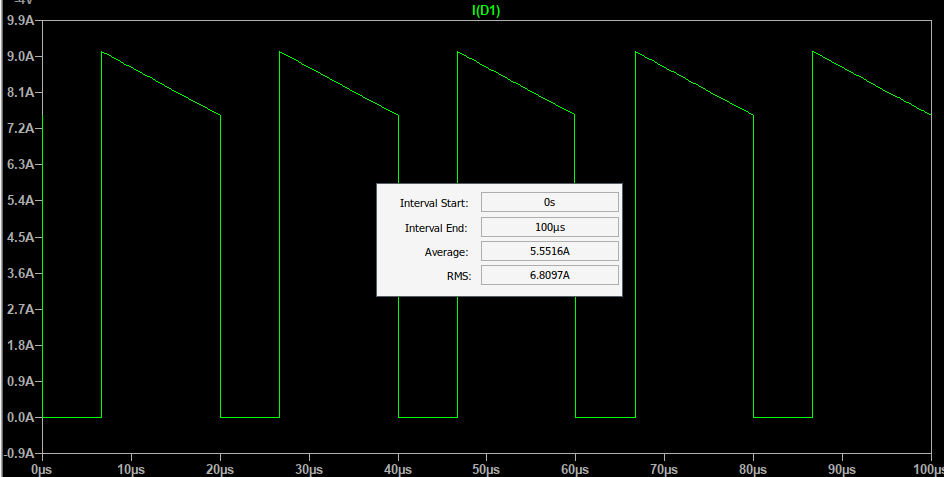 -4V
I(D1)
9.9A
9.0A
8.1A
7.2A
6.3A
5.4A
4.5A
3.6A
2.7A
1.8A
0.9A
0.0A
-0.9A
Interval Start: 0s
Interval End: 100µs
Average: 5.5516A
RMS: 6.8097A
0µs 10µs 20µs 30µs 40µs 50µs 60µs 70µs 80µs 90µs 100µs